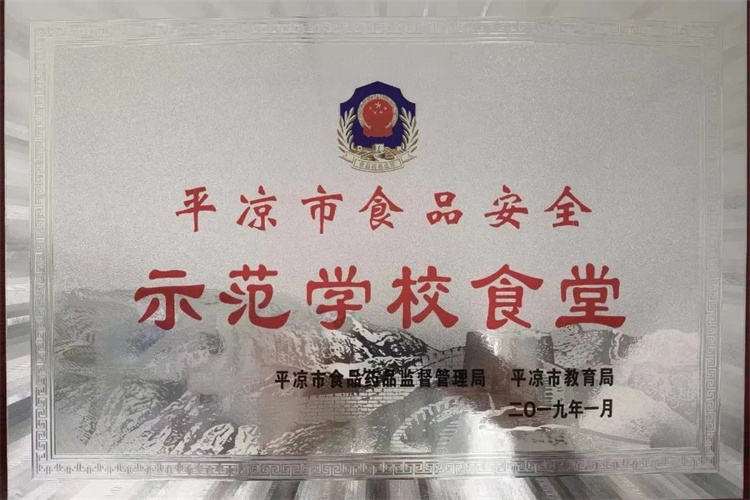 平凉市食品安全
示范学校食堂
平凉市食品药品监督管理局 平凉市教育局
二〇一九年一月